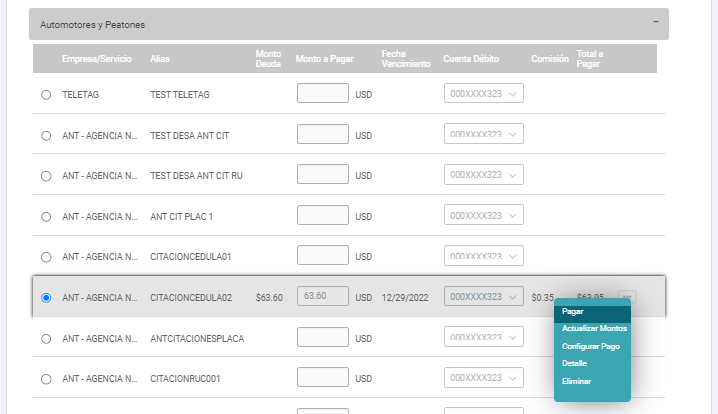 Automotores y Peatones
Empresa/Servicio Alias Monto Deuda Monto a Pagar Fecha Vencimiento Cuenta Débito Comisión Total a Pagar
TELETAG TEST TELETAG USD 000XXXX323
ANT - AGENCIA N... TEST DESA ANT CIT USD 000XXXX323
ANT - AGENCIA N... TEST DESA ANT CIT RU USD 000XXXX323
ANT - AGENCIA N... ANT CIT PLAC 1 USD 000XXXX323
ANT - AGENCIA N... CITACIONCEDULA01 USD 000XXXX323
ANT - AGENCIA N... CITACIONCEDULA02 $63.60 63.60 USD 12/29/2022 000XXXX323 $0.35 $63.95
ANT - AGENCIA N... ANTCITACIONESPLACA USD 000XXXX323
ANT - AGENCIA N... CITACIONRUC001 USD 000XXXX323
Pagar
Actualizar Montos
Configurar Pago
Detalle
Eliminar